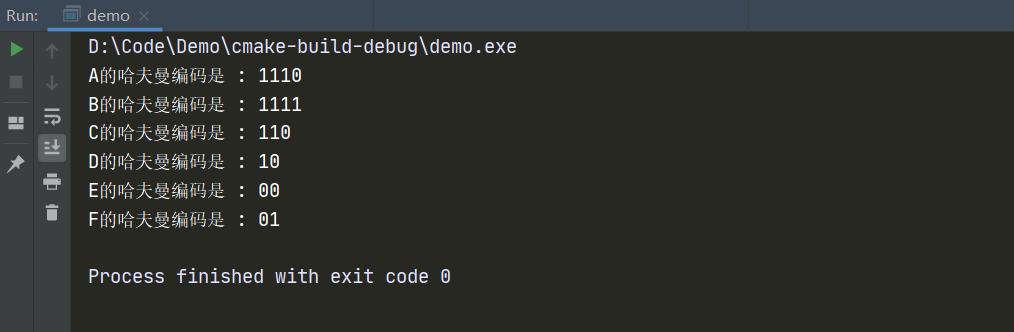 Run: demo
D:\Code\Demo\cmake-build-debug\demo.exe
A的哈夫曼编码是 : 1110
B的哈夫曼编码是 : 1111
C的哈夫曼编码是 : 110
D的哈夫曼编码是 : 10
E的哈夫曼编码是 : 00
F的哈夫曼编码是 : 01
Process finished with exit code 0